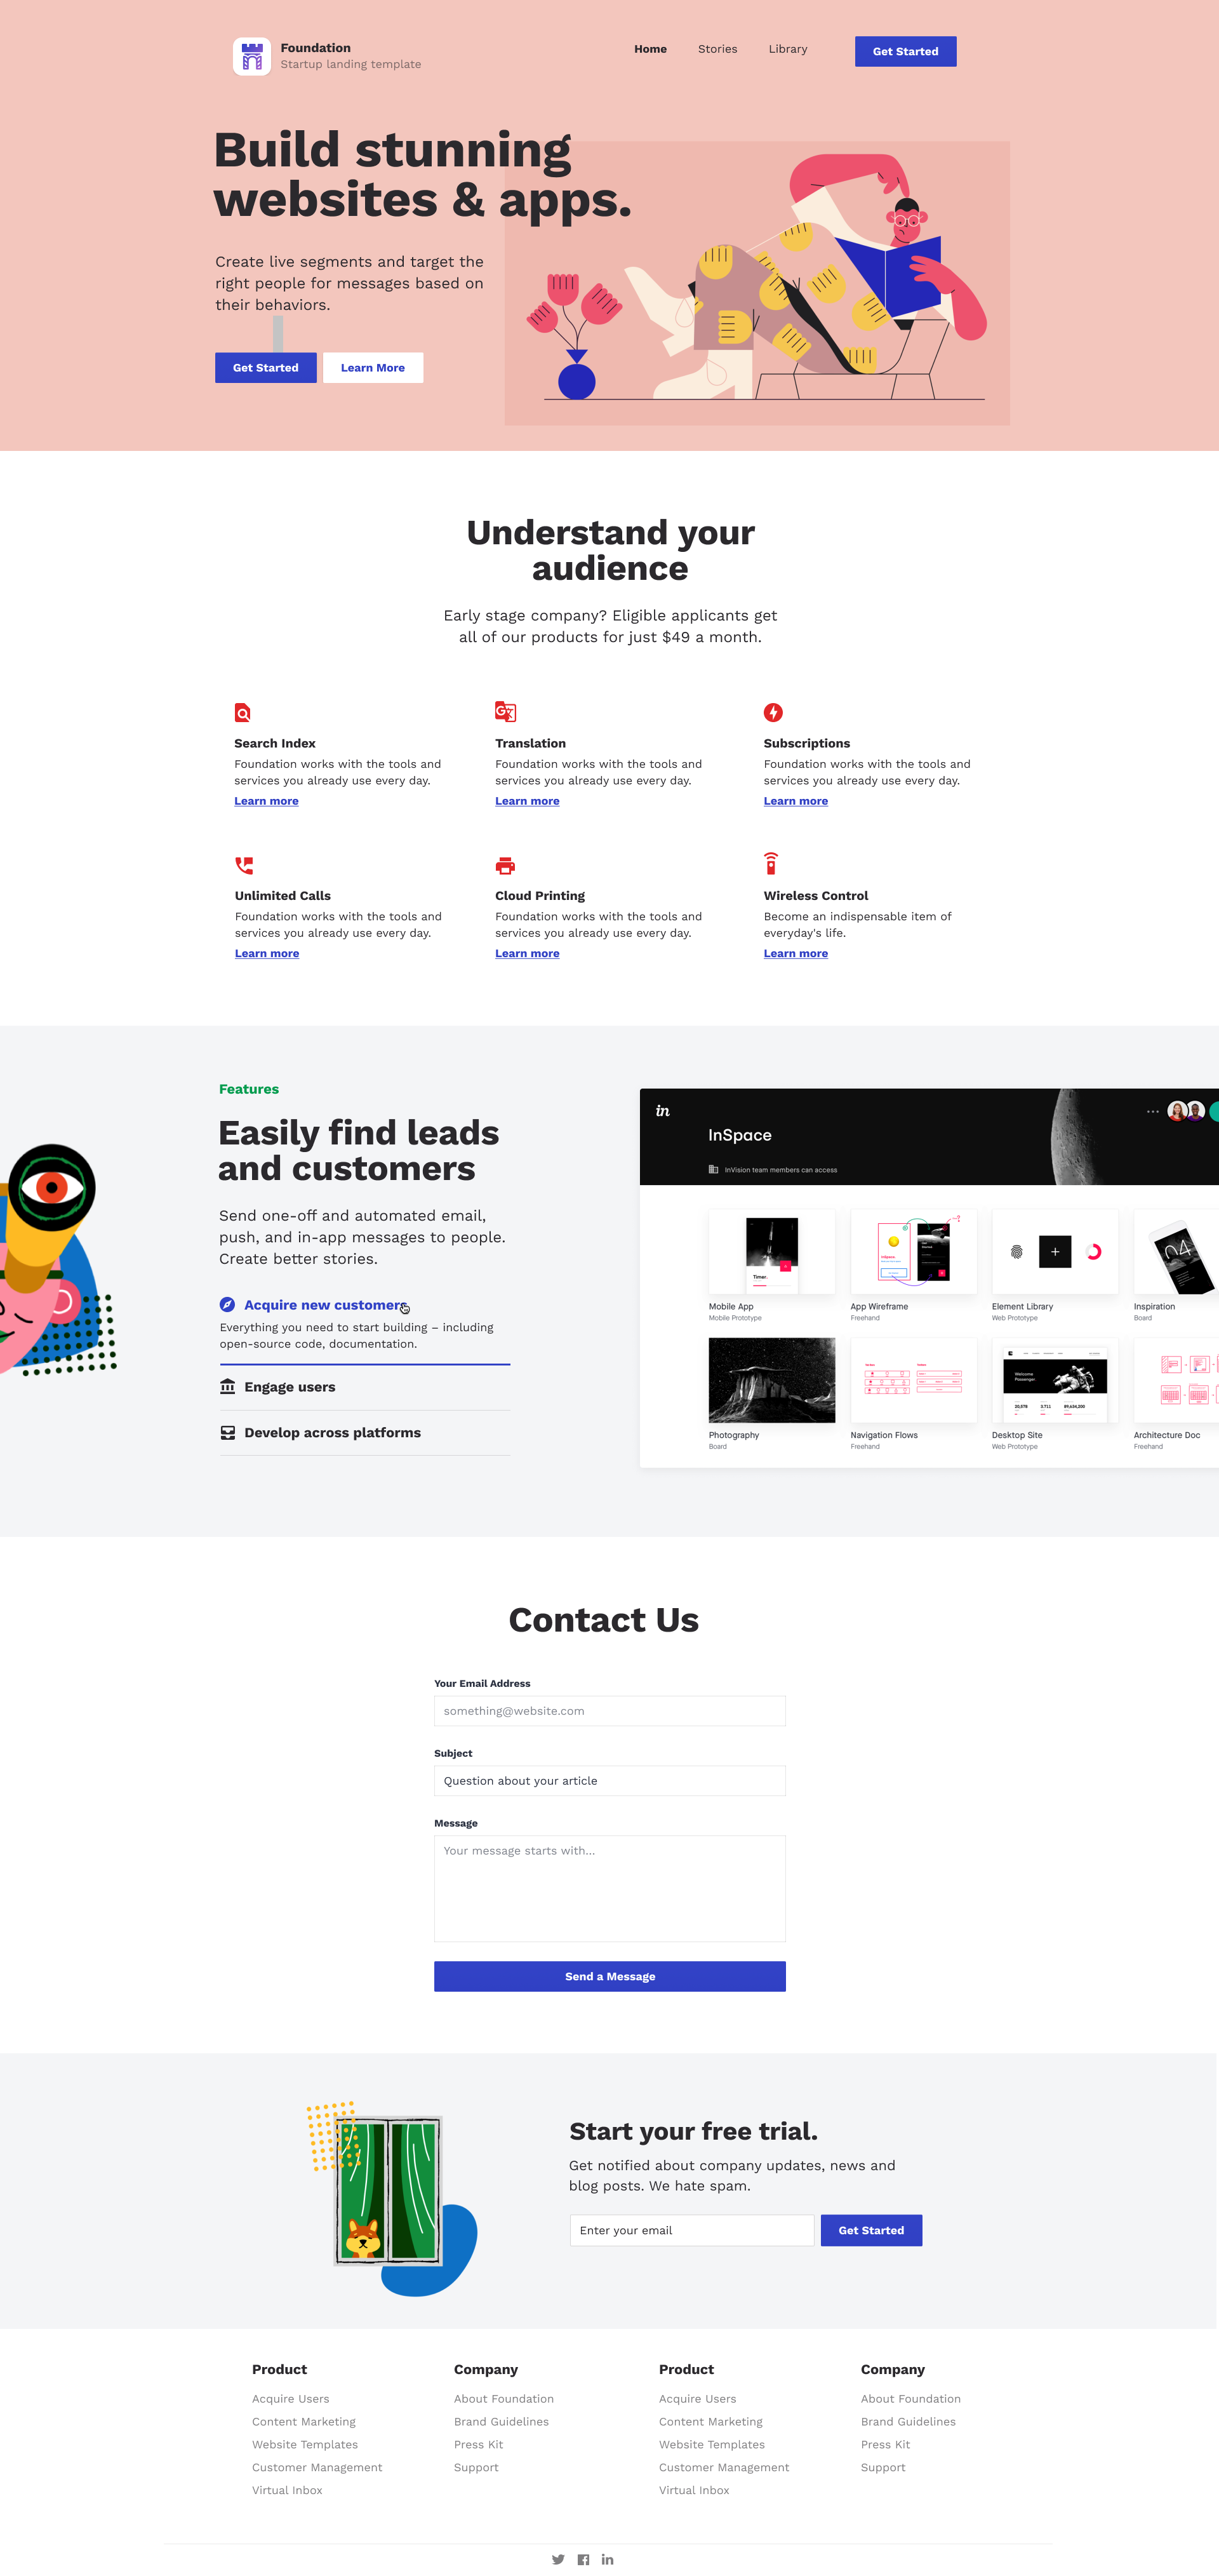 Foundation
Startup landing template
Home
Stories
Library
Get Started
Build stunning
websites & apps.
Create live segments and target the
right people for messages based on
their behaviors.
Get Started
Learn More
Understand your
audience
Early stage company? Eligible applicants get
all of our products for just $49 a month.
Search Index
Foundation works with the tools and
services you already use every day.
Learn more
Translation
Foundation works with the tools and
services you already use every day.
Learn more
Subscriptions
Foundation works with the tools and
services you already use every day.
Learn more
Unlimited Calls
Foundation works with the tools and
services you already use every day.
Learn more
Cloud Printing
Foundation works with the tools and
services you already use every day.
Learn more
Wireless Control
Become an indispensable item of
everyday's life.
Learn more
Features
Easily find leads
and customers
Send one-off and automated email,
push, and in-app messages to people.
Create better stories.
Acquire new customers
Everything you need to start building – including
open-source code, documentation.
Engage users
Develop across platforms
in
InSpace
InVision team members can access
Timer.
04
Mobile App
Mobile Prototype
App Wireframe
Freehand
Element Library
Web Prototype
Inspiration
Board
Welcome
Passenger
20,578
3,711
89,636,200
Photography
Board
Navigation Flows
Freehand
Desktop Site
Web Prototype
Architecture Doc
Freehand
Contact Us
Your Email Address
something@website.com
Subject
Question about your article
Message
Your message starts with...
Send a Message
Start your free trial.
Get notified about company updates, news and
blog posts. We hate spam.
Enter your email
Get Started
Product
Acquire Users
Content Marketing
Website Templates
Customer Management
Virtual Inbox
Company
About Foundation
Brand Guidelines
Press Kit
Support
Product
Acquire Users
Content Marketing
Website Templates
Customer Management
Virtual Inbox
Company
About Foundation
Brand Guidelines
Press Kit
Support